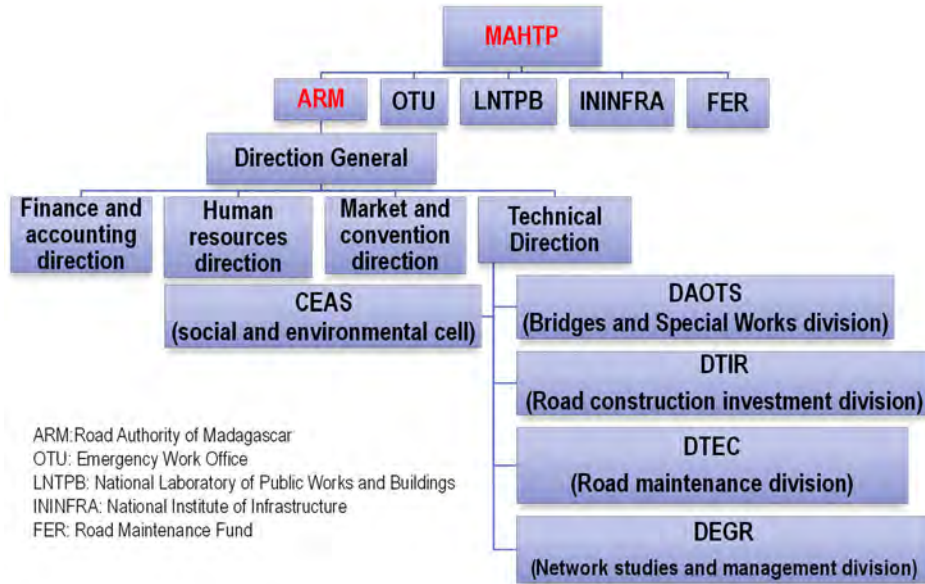 MAHTP
ARM
OTU
LNTPB
ININFRA
FER
Direction General
Finance and
accounting
direction
Human
resources
direction
Market and
convention
direction
Technical
Direction
CEAS
(social and environmental cell)
DAOTS
(Bridges and Special Works division)
DTIR
(Road construction investment division)
DTEC
(Road maintenance division)
DEGR
(Network studies and management division)
ARM:Road Authority of Madagascar
OTU: Emergency Work Office
LNTPB: National Laboratory of Public Works and Buildings
ININFRA: National Institute of Infrastructure
FER: Road Maintenance Fund